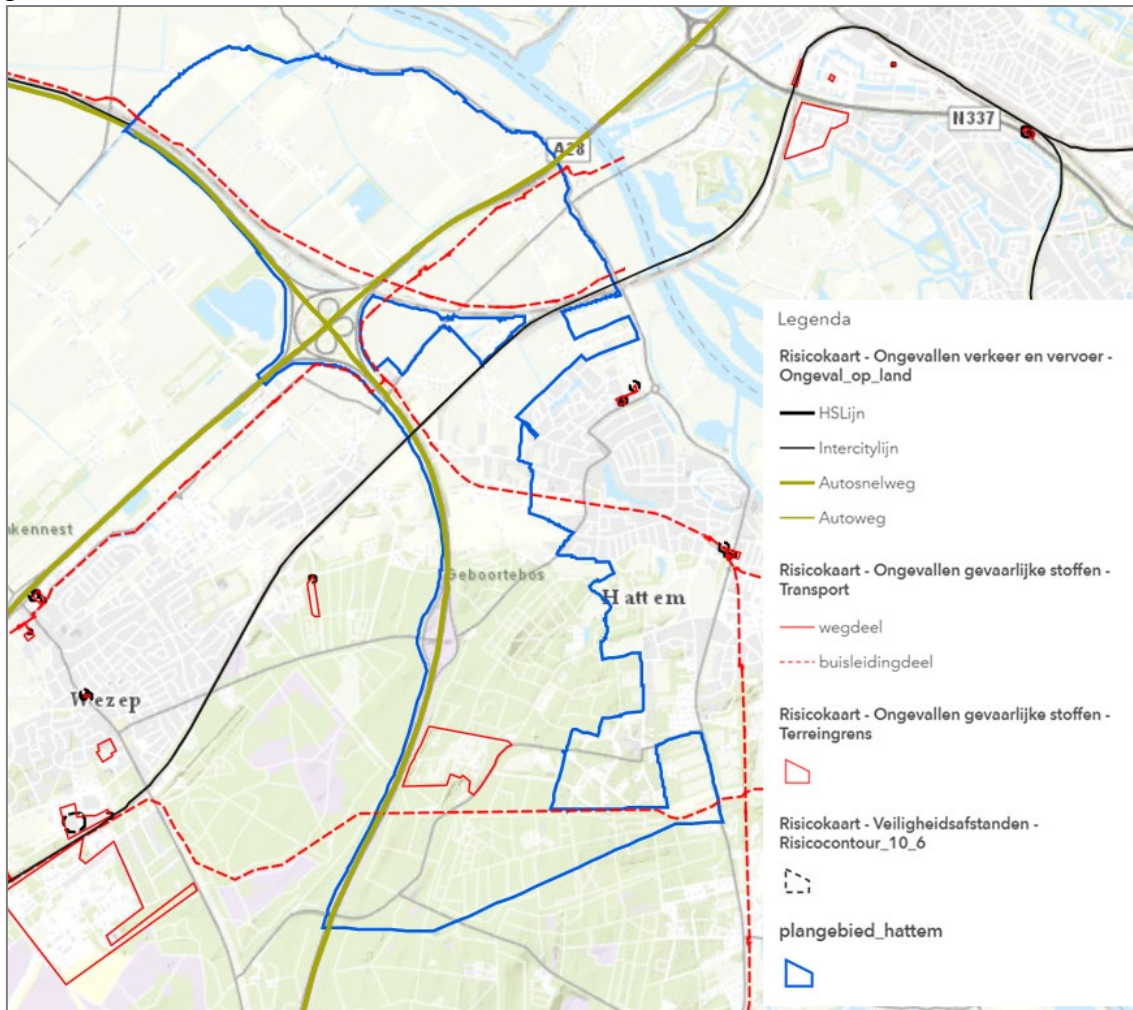 N337
A28
nkennest
Geboortebos
Hattem
Wezep
Legenda
Risicokaart - Ongevallen verkeer en vervoer -
Ongeval_op_land
HSLijn
Intercitylijn
Autosnelweg
Autoweg
Risicokaart - Ongevallen gevaarlijke stoffen -
Transport
wegdeel
buisleidingdeel
Risicokaart - Ongevallen gevaarlijke stoffen -
Terreingrens
Risicokaart - Veiligheidsafstanden -
Risicocontour_10_6
plangebied_hattem